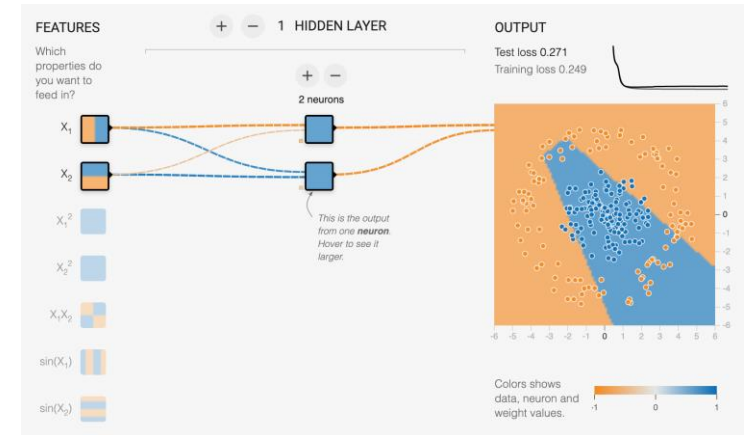 FEATURES
Which
properties do
you want to
feed in?
X₁
X₂
X₁²
X₂²
X₁X₂
sin(X₁)
sin(X₂)
+ − 1 HIDDEN LAYER
+ −
2 neurons
This is the output
from one neuron.
Hover to see it
larger.
OUTPUT
Test loss 0.271
Training loss 0.249
6
5
4
3
2
1
0
-1
-2
-3
-4
-5
-6
-6 -5 -4 -3 -2 -1 0 1 2 3 4 5 6
Colors shows
data, neuron and
weight values.
-1 0 1